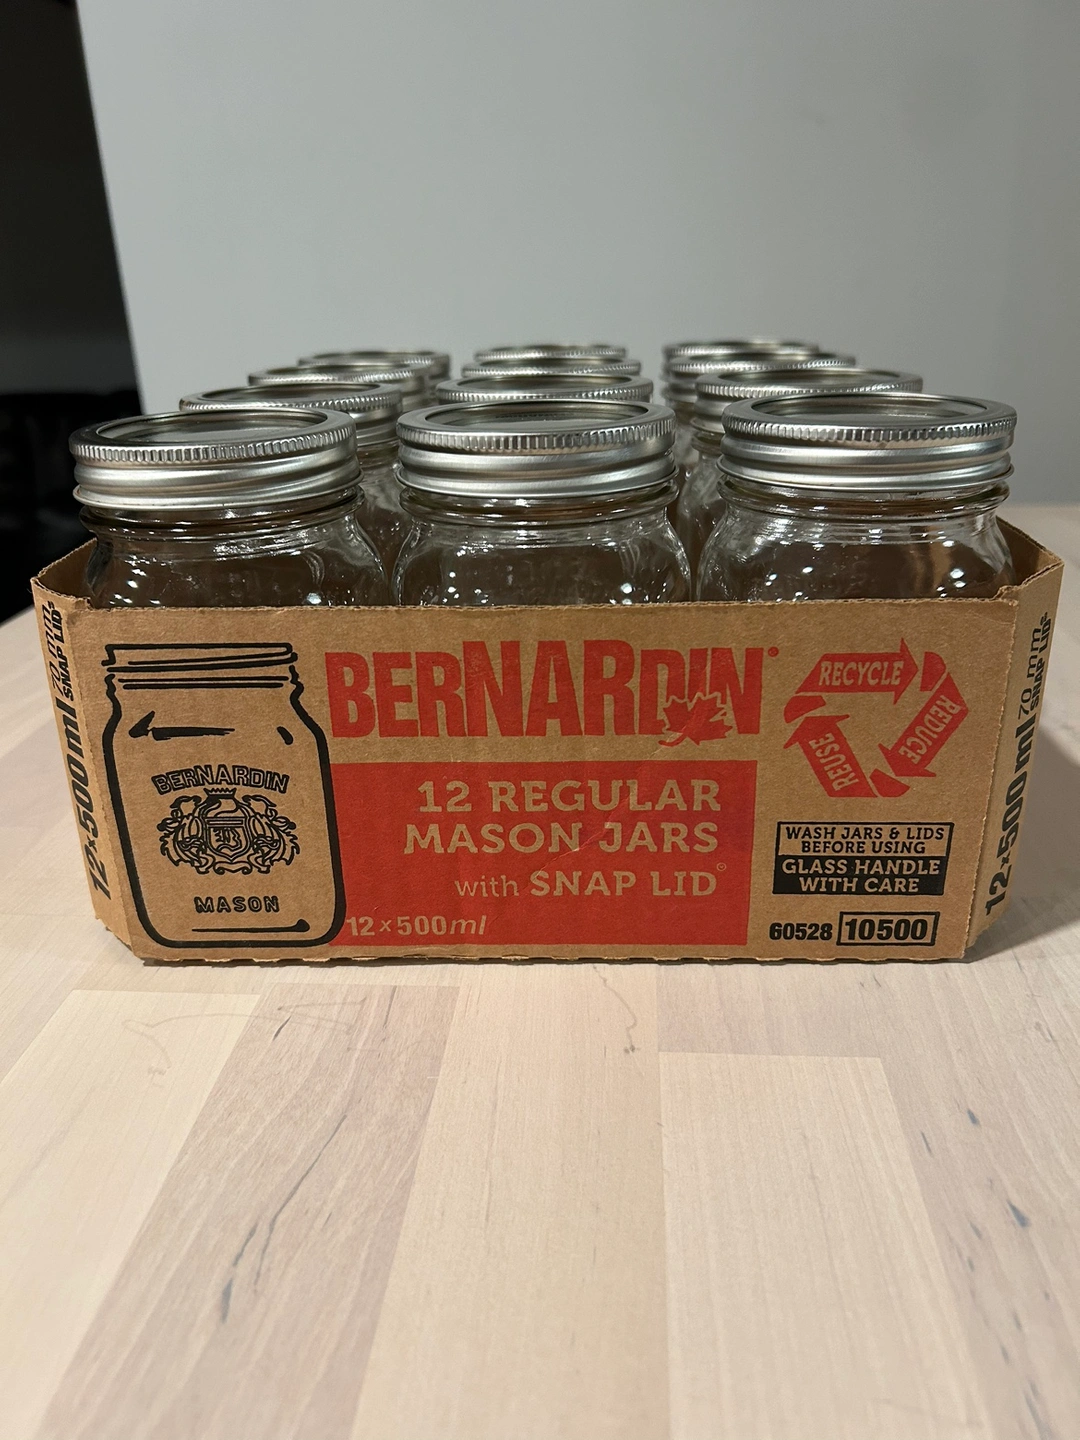 12×500ml 70 mm
SNAP LID®
BERNARDIN
MASON
BERNARDIN®
12 REGULAR
MASON JARS
with SNAP LID®
12×500ml
RECYCLE
REDUCE
REUSE
WASH JARS & LIDS
BEFORE USING
GLASS HANDLE
WITH CARE
60528 10500
12×500ml 70 mm
SNAP LID®